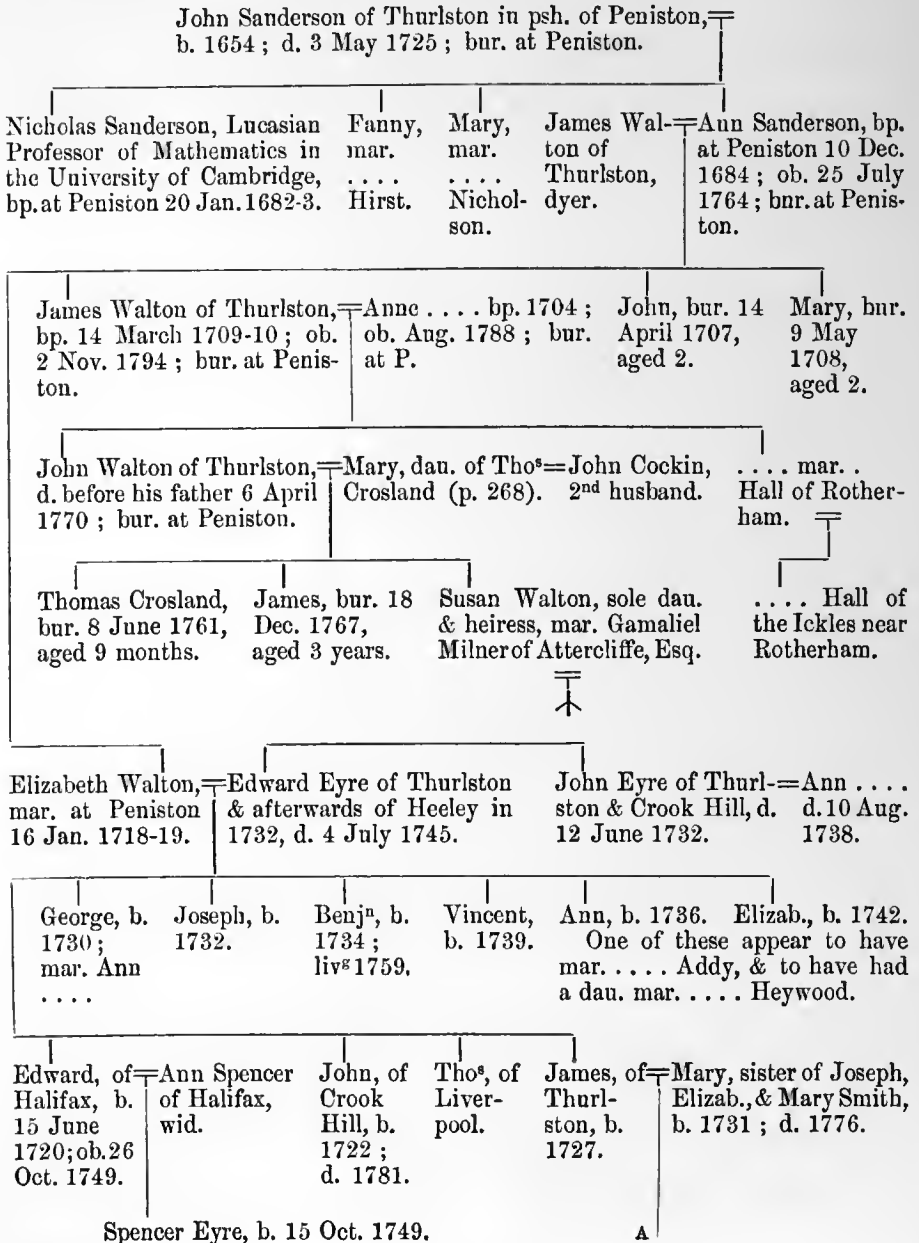 John Sanderson of Thurlston in psh. of Peniston,
b. 1654 ; d. 3 May 1725 ; bur. at Peniston.
Nicholas Sanderson, Lucasian
Professor of Mathematics in
the University of Cambridge,
bp. at Peniston 20 Jan. 1682-3.
Fanny,
mar.
. . . .
Hirst.
Mary,
mar.
. . . .
Nichol-
son.
James Wal-
ton of
Thurlston,
dyer.
Ann Sanderson, bp.
at Peniston 10 Dec.
1684 ; ob. 25 July
1764 ; bur. at Penis-
ton.
James Walton of Thurlston,
bp. 14 March 1709-10 ; ob.
2 Nov. 1794 ; bur. at Penis-
ton.
Anne . . . . bp. 1704 ;
ob. Aug. 1788 ; bur.
at P.
John, bur. 14
April 1707,
aged 2.
Mary, bur.
9 May
1708,
aged 2.
John Walton of Thurlston,
d. before his father 6 April
1770 ; bur. at Peniston.
Mary, dau. of Thoˢ
Crosland (p. 268).
John Cockin,
2nd husband.
. . . . mar. .
Hall of Rother-
ham.
Thomas Crosland,
bur. 8 June 1761,
aged 9 months.
James, bur. 18
Dec. 1767,
aged 3 years.
Susan Walton, sole dau.
& heiress, mar. Gamaliel
Milner of Attercliffe, Esq.
. . . . Hall of
the Ickles near
Rotherham.
Elizabeth Walton,
mar. at Peniston
16 Jan. 1718-19.
Edward Eyre of Thurlston
& afterwards of Heeley in
1732, d. 4 July 1745.
John Eyre of Thurl-
ston & Crook Hill, d.
12 June 1732.
Ann . . . .
d. 10 Aug.
1738.
George, b.
1730 ;
mar. Ann
. . . .
Joseph, b.
1732.
Benjⁿ, b.
1734 ;
livᵍ 1759.
Vincent,
b. 1739.
Ann, b. 1736. Elizab., b. 1742.
One of these appear to have
mar. . . . . Addy, & to have had
a dau. mar. . . . . Heywood.
Edward, of
Halifax, b.
15 June
1720; ob. 26
Oct. 1749.
Ann Spencer
of Halifax,
wid.
John, of
Crook
Hill, b.
1722 ;
d. 1781.
Thoˢ, of
Liver-
pool.
James, of
Thurl-
ston, b.
1727.
Mary, sister of Joseph,
Elizab., & Mary Smith,
b. 1731 ; d. 1776.
Spencer Eyre, b. 15 Oct. 1749.
A